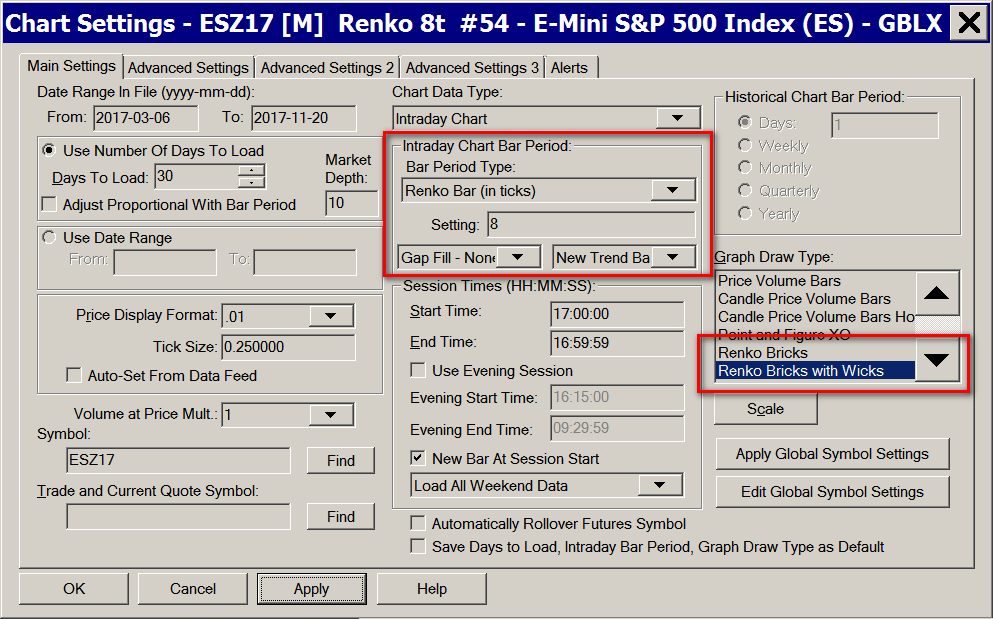 Chart Settings - ESZ17 [M]  Renko 8t  #54 - E-Mini S&P 500 Index (ES) - GBLX
Main Settings
Advanced Settings
Advanced Settings 2
Advanced Settings 3
Alerts
Date Range In File (yyyy-mm-dd):
From: 2017-03-06 To: 2017-11-20
Use Number Of Days To Load
Days To Load: 30
Adjust Proportional With Bar Period
Market
Depth:
10
Use Date Range
From: To:
Price Display Format: .01
Tick Size: 0.250000
Auto-Set From Data Feed
Volume at Price Mult.: 1
Symbol:
ESZ17
Find
Trade and Current Quote Symbol:
Find
Chart Data Type:
Intraday Chart
Intraday Chart Bar Period:
Bar Period Type:
Renko Bar (in ticks)
Setting: 8
Gap Fill - None
New Trend Ba
Session Times (HH:MM:SS):
Start Time: 17:00:00
End Time: 16:59:59
Use Evening Session
Evening Start Time: 16:15:00
Evening End Time: 09:29:59
New Bar At Session Start
Load All Weekend Data
Automatically Rollover Futures Symbol
Save Days to Load, Intraday Bar Period, Graph Draw Type as Default
Historical Chart Bar Period:
Days: 1
Weekly
Monthly
Quarterly
Yearly
Graph Draw Type:
Price Volume Bars
Candle Price Volume Bars
Candle Price Volume Bars Ho
Point and Figure XO
Renko Bricks
Renko Bricks with Wicks
Scale
Apply Global Symbol Settings
Edit Global Symbol Settings
OK
Cancel
Apply
Help